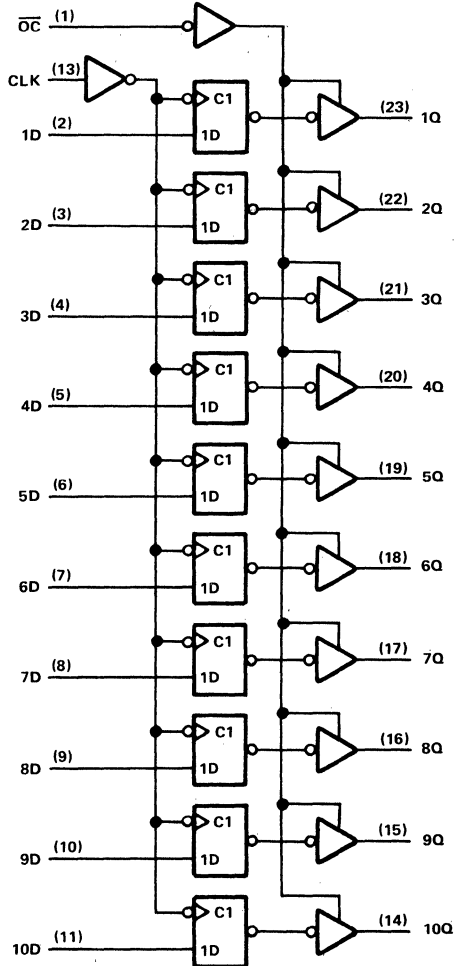 OC (1)
CLK (13)
C1
1D (2) 1D (23) 1Q
C1
2D (3) 1D (22) 2Q
C1
3D (4) 1D (21) 3Q
C1
4D (5) 1D (20) 4Q
C1
5D (6) 1D (19) 5Q
C1
6D (7) 1D (18) 6Q
C1
7D (8) 1D (17) 7Q
C1
8D (9) 1D (16) 8Q
C1
9D (10) 1D (15) 9Q
C1
10D (11) 1D (14) 10Q